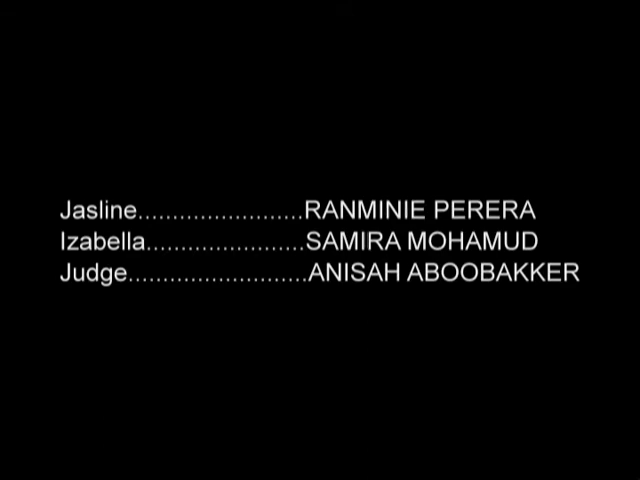 Jasline........................RANMINIE PERERA
Izabella.......................SAMIRA MOHAMUD
Judge..........................ANISAH ABOOBAKKER